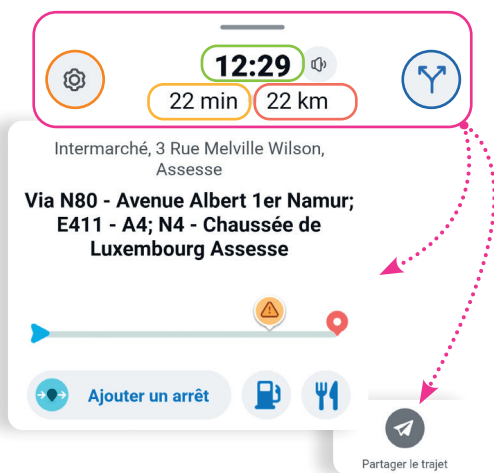 12:29
22 min 22 km
Intermarché, 3 Rue Melville Wilson,
Assesse
Via N80 - Avenue Albert 1er Namur;
E411 - A4; N4 - Chaussée de
Luxembourg Assesse
Ajouter un arrêt
Partager le trajet